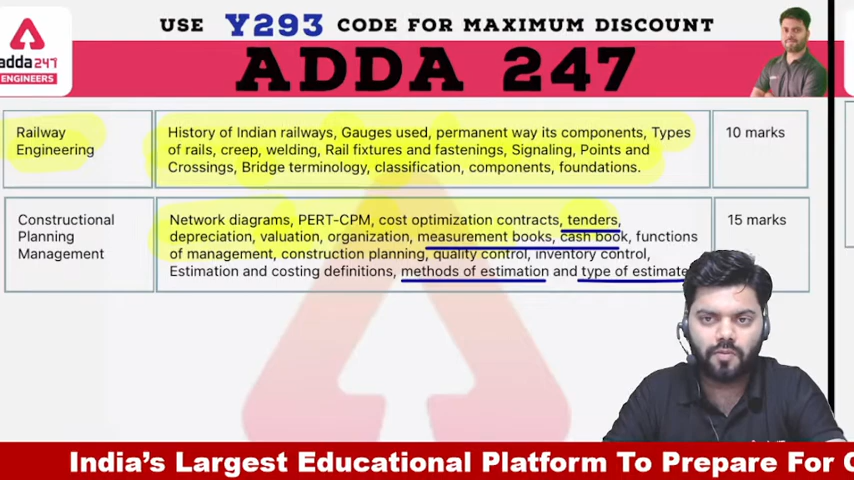 USE Y293 CODE FOR MAXIMUM DISCOUNT
adda247
ENGINEERS
ADDA 247
Railway
Engineering
History of Indian railways, Gauges used, permanent way its components, Types
of rails, creep, welding, Rail fixtures and fastenings, Signaling, Points and
Crossings, Bridge terminology, classification, components, foundations.
10 marks
Constructional
Planning
Management
Network diagrams, PERT-CPM, cost optimization contracts, tenders,
depreciation, valuation, organization, measurement books, cash book, functions
of management, construction planning, quality control, inventory control,
Estimation and costing definitions, methods of estimation and type of estimate
15 marks
India's Largest Educational Platform To Prepare For